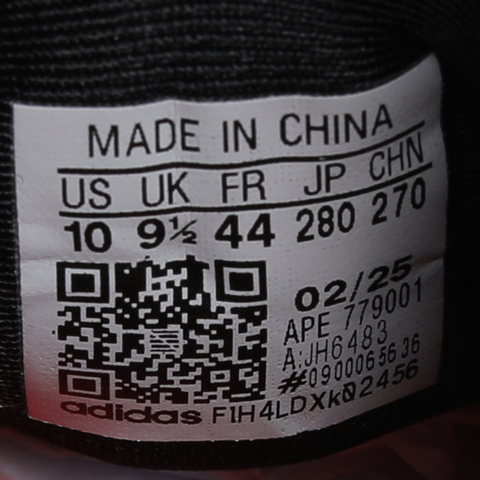 MADE IN CHINA
US UK FR JP CHN
10 9½ 44 280 270
02/25
APE 779001
A:JH6483
#0900065636
adidas F1H4LDXk02456